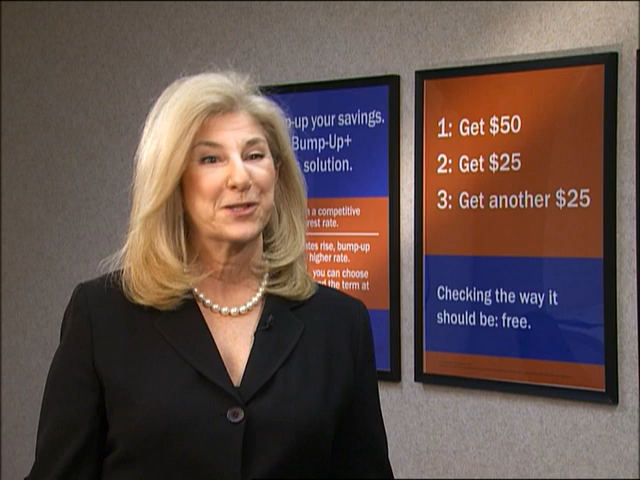 -up your savings.
Bump-Up+
solution.
a competitive
rest rate.
rates rise, bump-up
higher rate.
you can choose
the term at
1: Get $50
2: Get $25
3: Get another $25
Checking the way it
should be: free.